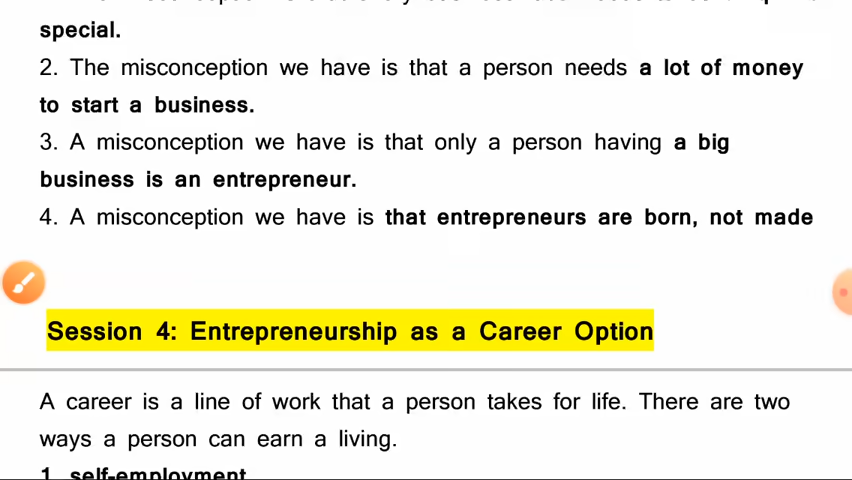 special.
2. The misconception we have is that a person needs a lot of money
to start a business.
3. A misconception we have is that only a person having a big
business is an entrepreneur.
4. A misconception we have is that entrepreneurs are born, not made
Session 4: Entrepreneurship as a Career Option
A career is a line of work that a person takes for life. There are two
ways a person can earn a living.
1. self-employment